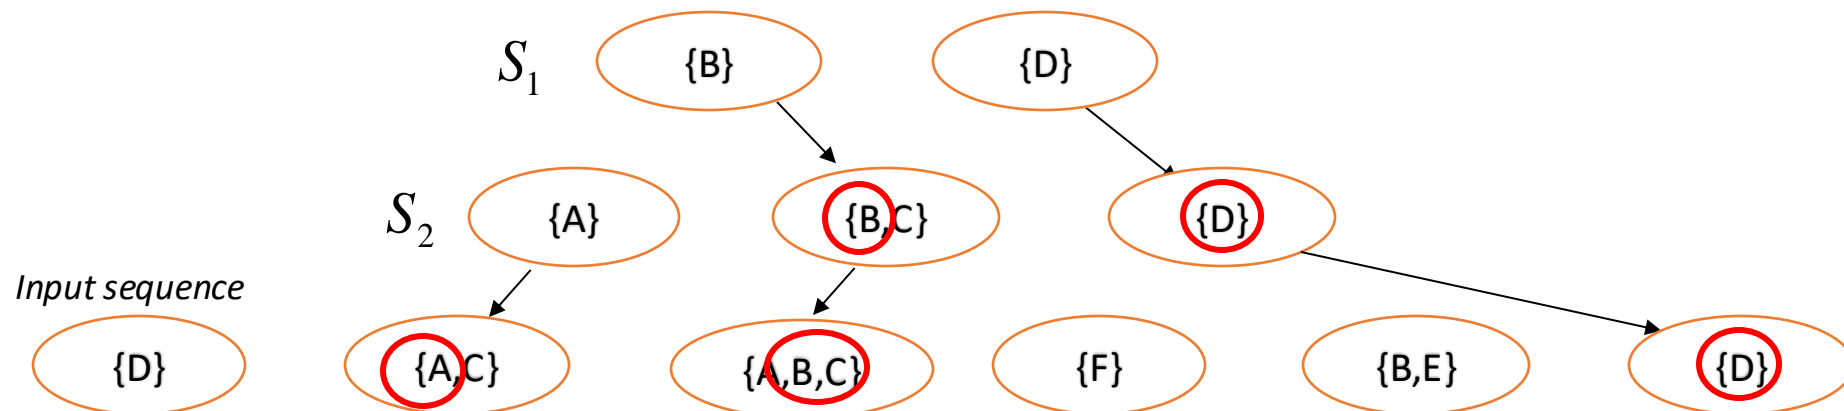 S₁ {B} {D}
S₂ {A} {B,C} {D}
Input sequence
{D} {A,C} {A,B,C} {F} {B,E} {D}